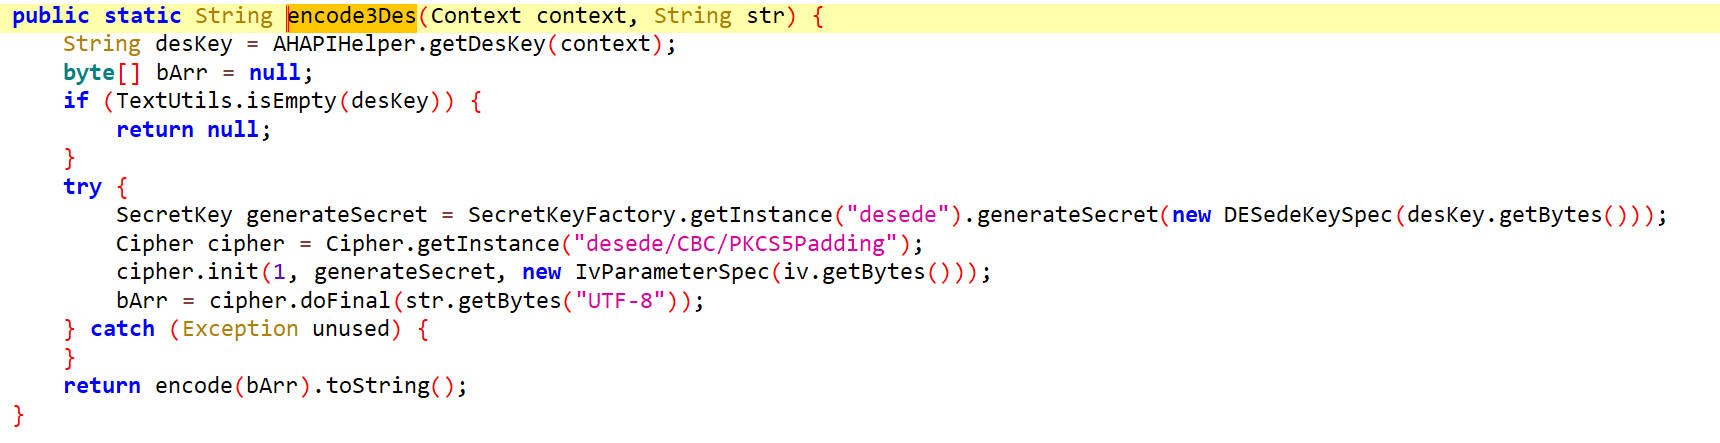 public static String encode3Des(Context context, String str) {
    String desKey = AHAPIHelper.getDesKey(context);
    byte[] bArr = null;
    if (TextUtils.isEmpty(desKey)) {
        return null;
    }
    try {
        SecretKey generateSecret = SecretKeyFactory.getInstance("desede").generateSecret(new DESedeKeySpec(desKey.getBytes()));
        Cipher cipher = Cipher.getInstance("desede/CBC/PKCS5Padding");
        cipher.init(1, generateSecret, new IvParameterSpec(iv.getBytes()));
        bArr = cipher.doFinal(str.getBytes("UTF-8"));
    } catch (Exception unused) {
    }
    return encode(bArr).toString();
}